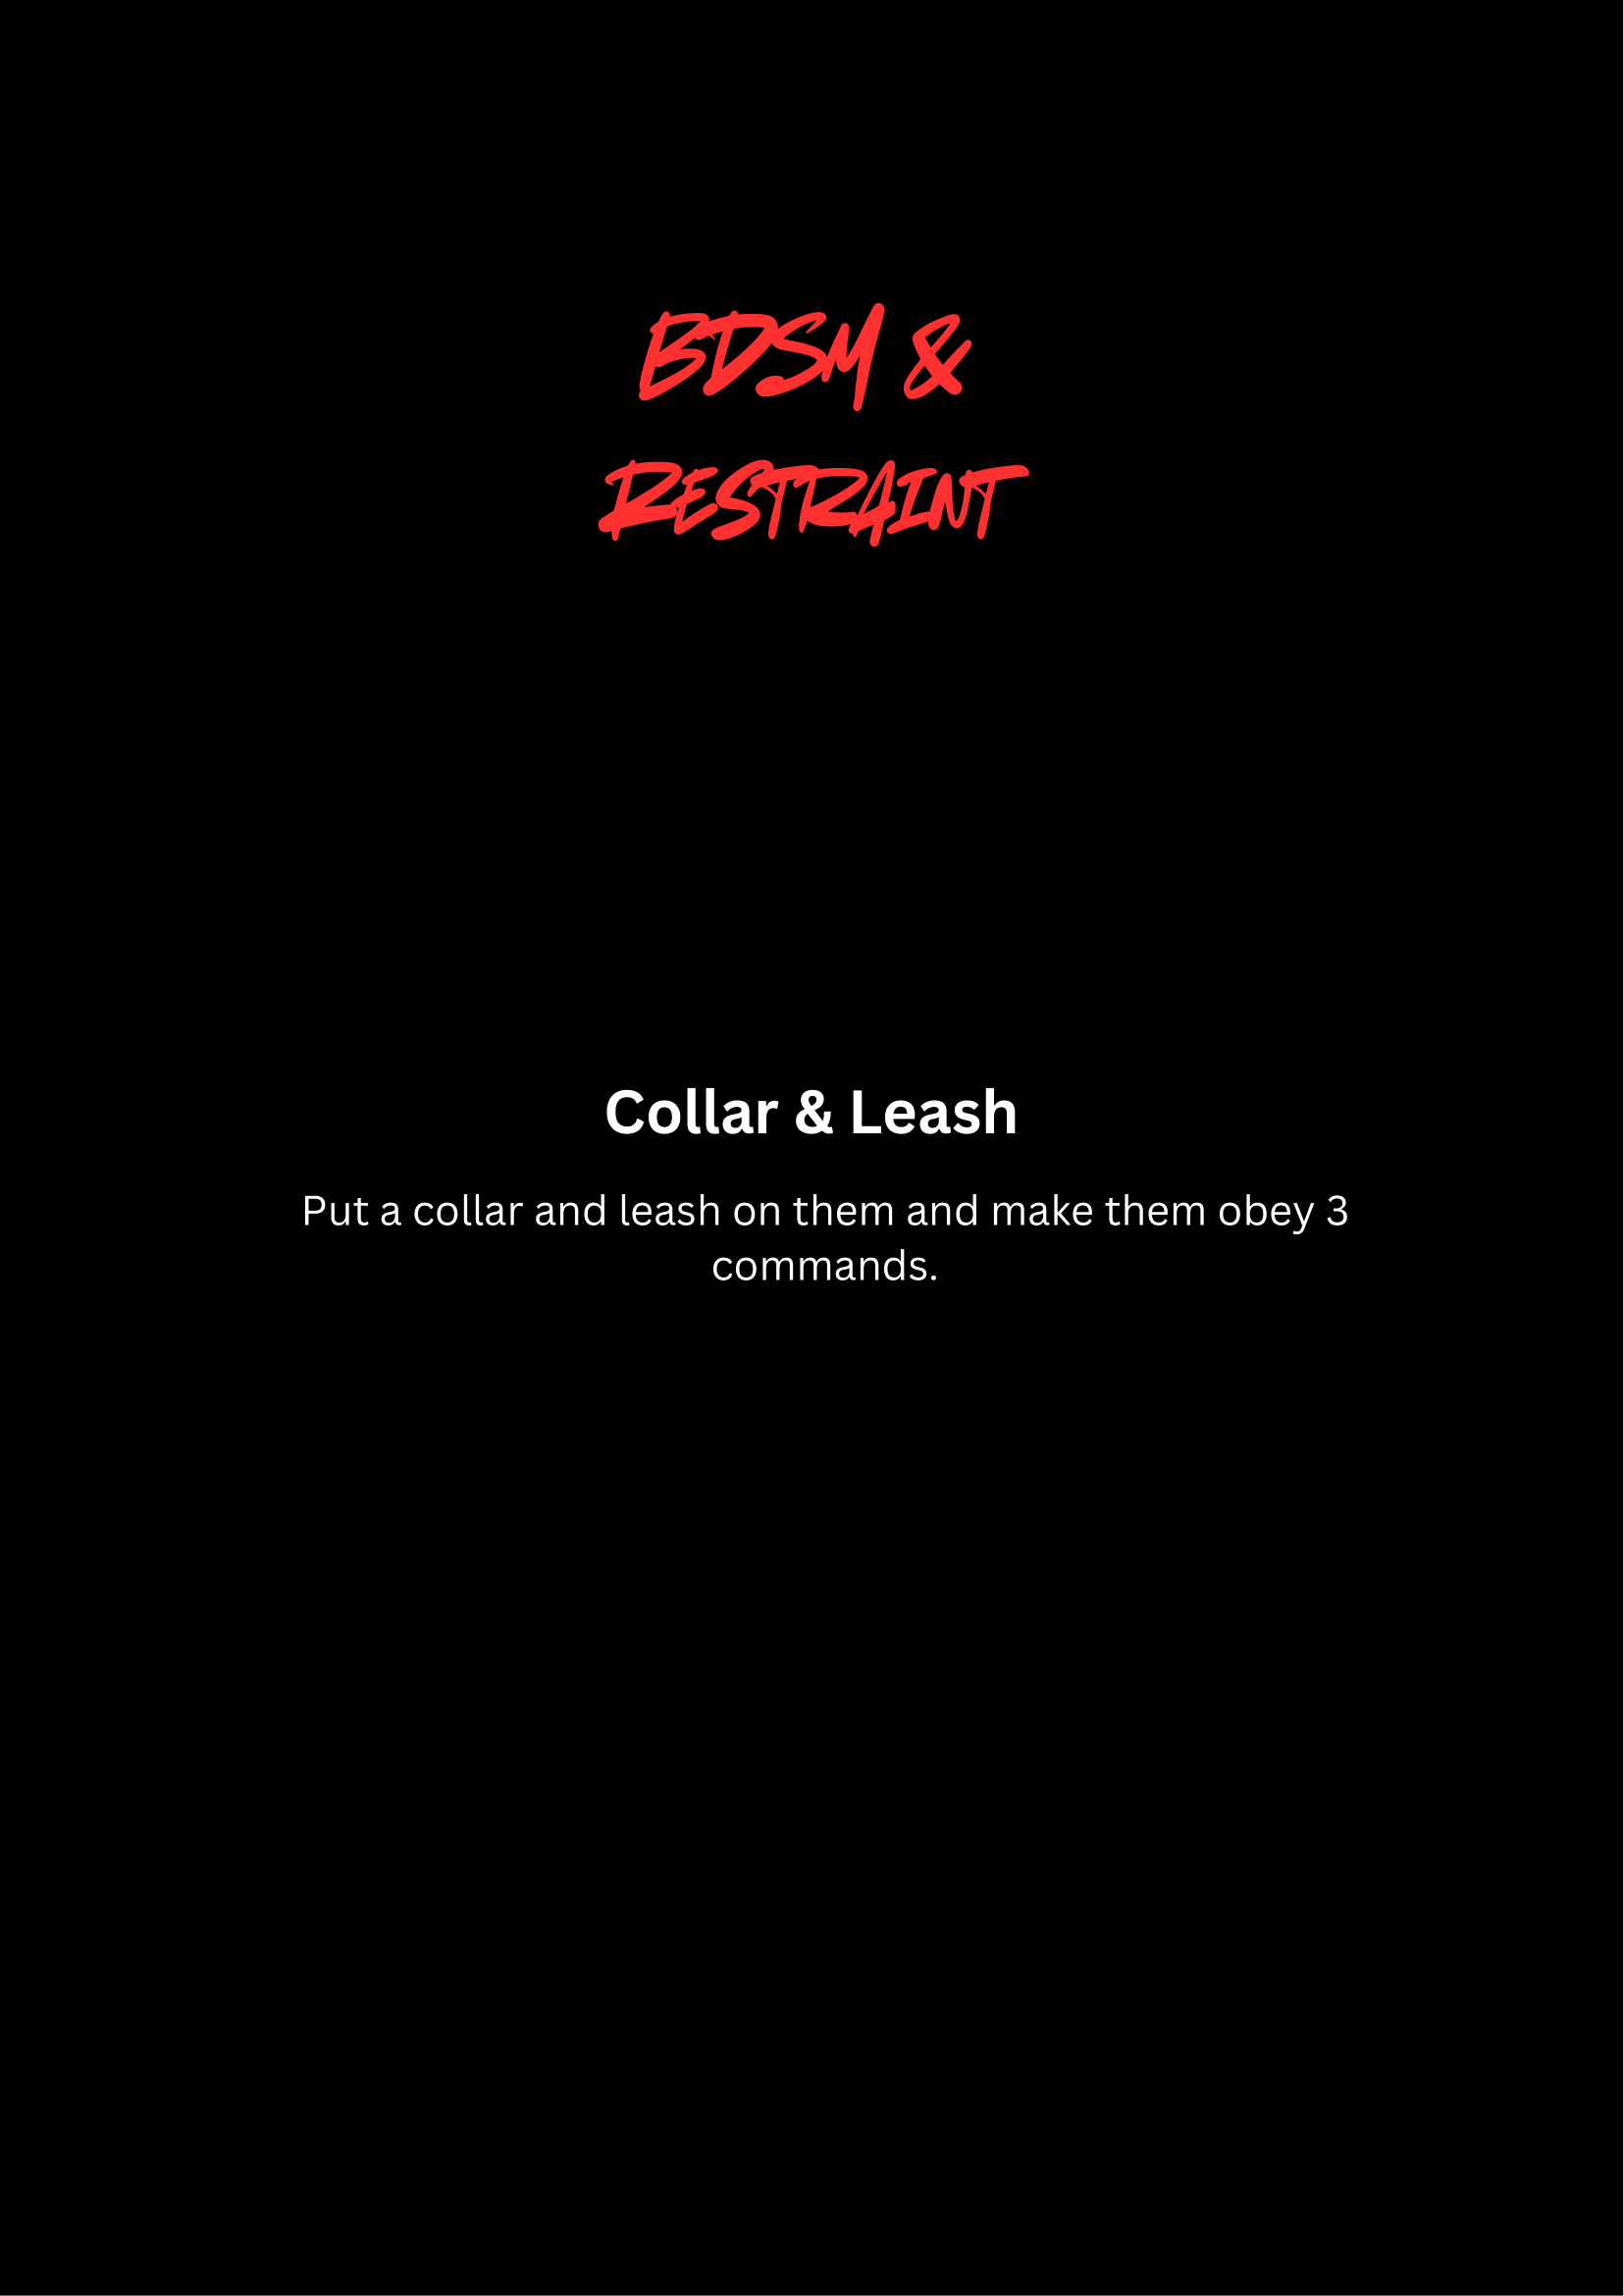 BDSM &
RESTRAINT
Collar & Leash
Put a collar and leash on them and make them obey 3
commands.